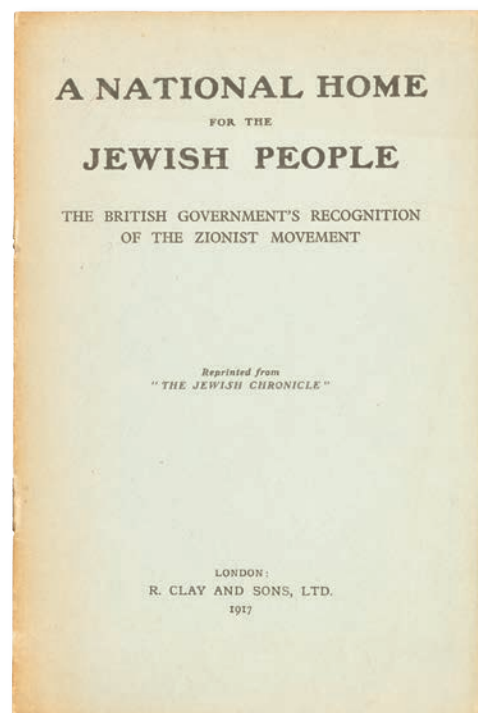 A NATIONAL HOME
FOR THE
JEWISH PEOPLE
THE BRITISH GOVERNMENT'S RECOGNITION
OF THE ZIONIST MOVEMENT
Reprinted from
"THE JEWISH CHRONICLE"
LONDON:
R. CLAY AND SONS, LTD.
1917